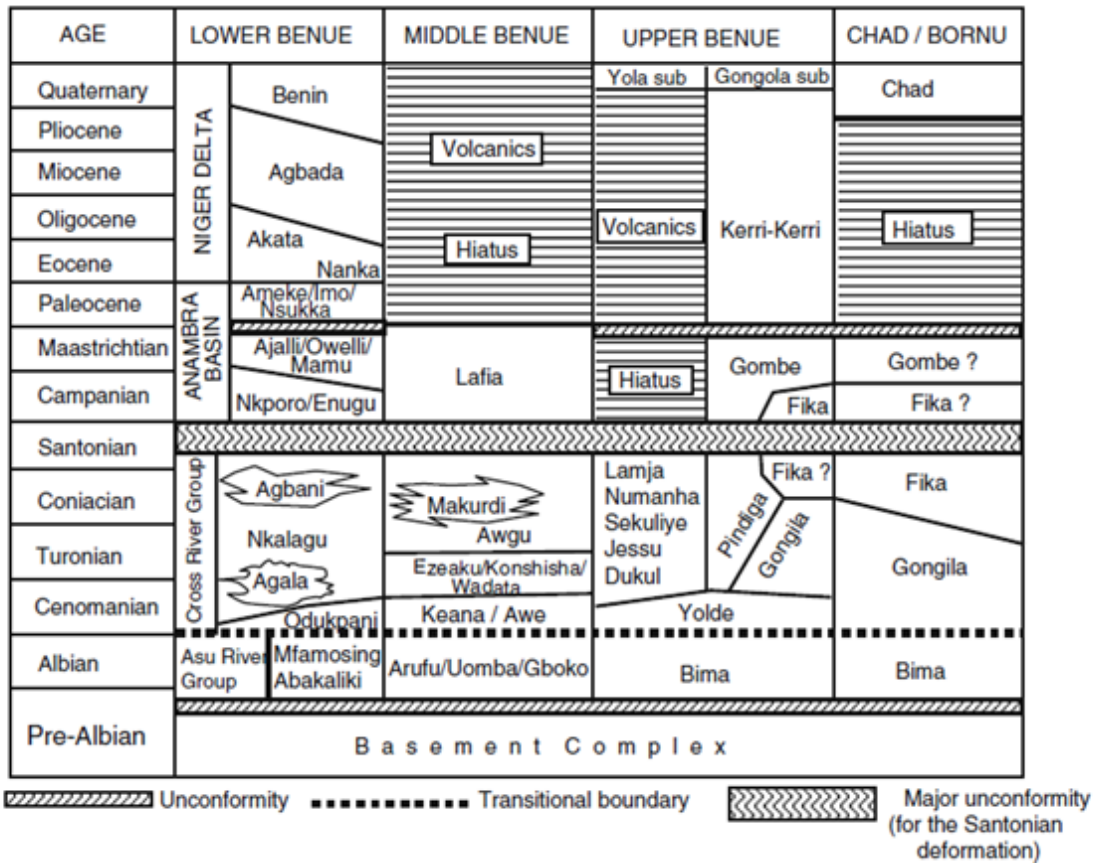 AGE LOWER BENUE MIDDLE BENUE UPPER BENUE CHAD / BORNU
Yola sub Gongola sub
Quaternary Benin Chad
Pliocene
Volcanics
Miocene Agbada
NIGER DELTA
Oligocene Volcanics Kerri-Kerri Hiatus
Akata Hiatus
Eocene Nanka
Paleocene Ameke/Imo/
Nsukka
ANAMBRA
BASIN
Maastrichtian Ajalli/Owelli/
Mamu Gombe Gombe ?
Lafia Hiatus
Campanian Nkporo/Enugu Fika Fika ?
Santonian
Cross River Group
Lamja Fika ?
Coniacian Agbani Makurdi Numanha Fika
Awgu Sekuliye Pindiga
Turonian Nkalagu Jessu Gongila Gongila
Ezeaku/Konshisha/
Wadata Dukul
Agala
Cenomanian Odukpani Keana / Awe Yolde
Albian Asu River
Group Mfamosing
Abakaliki Arufu/Uomba/Gboko Bima Bima
Pre-Albian Basement Complex
Unconformity Transitional boundary Major unconformity
(for the Santonian
deformation)